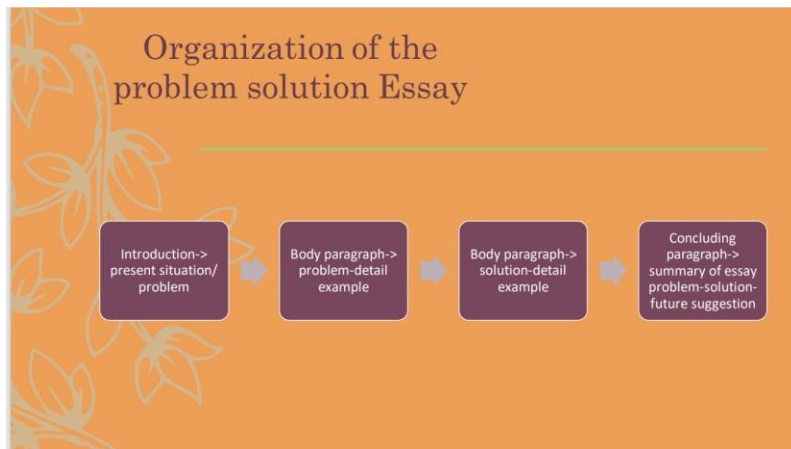 Organization of the
problem solution Essay
Introduction->
present situation/
problem
Body paragraph->
problem-detail
example
Body paragraph->
solution-detail
example
Concluding
paragraph->
summary of essay
problem-solution-
future suggestion